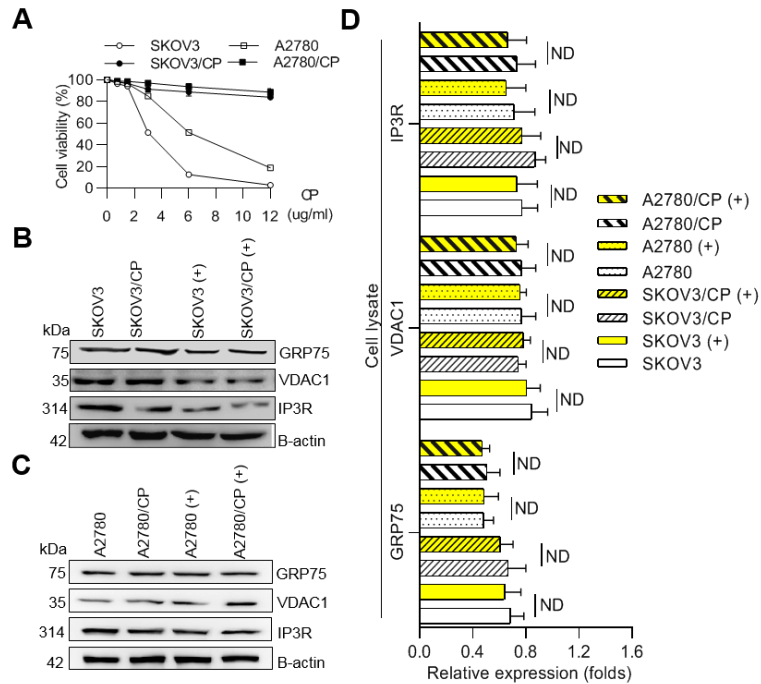 A
SKOV3
A2780
SKOV3/CP
A2780/CP
Cell viability (%)
100
80
60
40
20
0
0 2 4 6 8 10 12
CP
(ug/ml)
B
kDa
SKOV3
SKOV3/CP
SKOV3 (+)
SKOV3/CP (+)
75 GRP75
35 VDAC1
314 IP3R
42 B-actin
C
kDa
A2780
A2780/CP
A2780 (+)
A2780/CP (+)
75 GRP75
35 VDAC1
314 IP3R
42 B-actin
D
Cell lysate
IP3R
ND
ND
ND
ND
VDAC1
ND
ND
ND
ND
GRP75
ND
ND
ND
ND
0.0 0.4 0.8 1.2 1.6
Relative expression (folds)
A2780/CP (+)
A2780/CP
A2780 (+)
A2780
SKOV3/CP (+)
SKOV3/CP
SKOV3 (+)
SKOV3